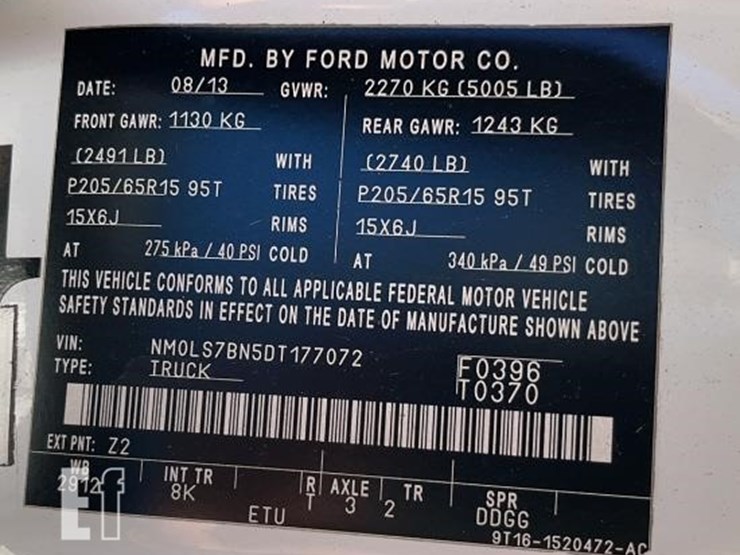 MFD. BY FORD MOTOR CO.
DATE: 08/13 GVWR: 2270 KG (5005 LB)
FRONT GAWR: 1130 KG REAR GAWR: 1243 KG
(2491 LB) WITH (2740 LB) WITH
P205/65R15 95T TIRES P205/65R15 95T TIRES
15X6J RIMS 15X6J RIMS
AT 275 kPa / 40 PSI COLD AT 340 kPa / 49 PSI COLD
THIS VEHICLE CONFORMS TO ALL APPLICABLE FEDERAL MOTOR VEHICLE
SAFETY STANDARDS IN EFFECT ON THE DATE OF MANUFACTURE SHOWN ABOVE
VIN: NM0LS7BN5DT177072 F0396
TYPE: TRUCK T0370
EXT PNT: Z2
WB INT TR R AXLE TR SPR
2912 8K T 3 2 DDGG
ETU 9T16-1520472-AC
Ef